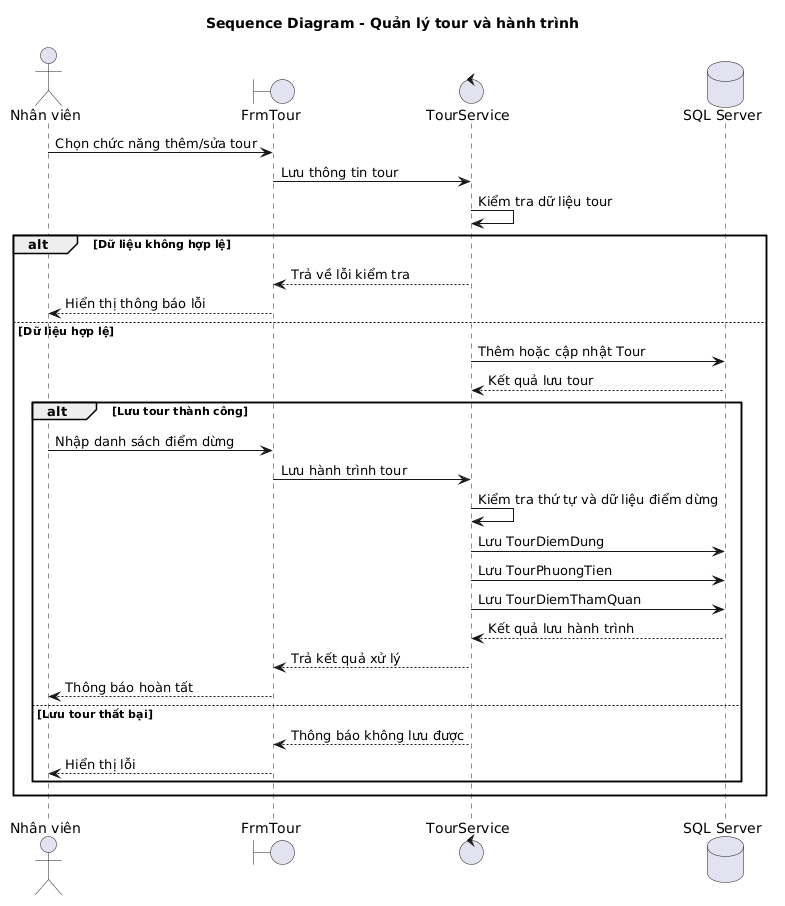 Sequence Diagram - Quản lý tour và hành trình
Nhân viên
FrmTour
TourService
SQL Server
Chọn chức năng thêm/sửa tour
Lưu thông tin tour
Kiểm tra dữ liệu tour
alt
[Dữ liệu không hợp lệ]
Trả về lỗi kiểm tra
Hiển thị thông báo lỗi
[Dữ liệu hợp lệ]
Thêm hoặc cập nhật Tour
Kết quả lưu tour
alt
[Lưu tour thành công]
Nhập danh sách điểm dừng
Lưu hành trình tour
Kiểm tra thứ tự và dữ liệu điểm dừng
Lưu TourDiemDung
Lưu TourPhuongTien
Lưu TourDiemThamQuan
Kết quả lưu hành trình
Trả kết quả xử lý
Thông báo hoàn tất
[Lưu tour thất bại]
Thông báo không lưu được
Hiển thị lỗi
Nhân viên
FrmTour
TourService
SQL Server